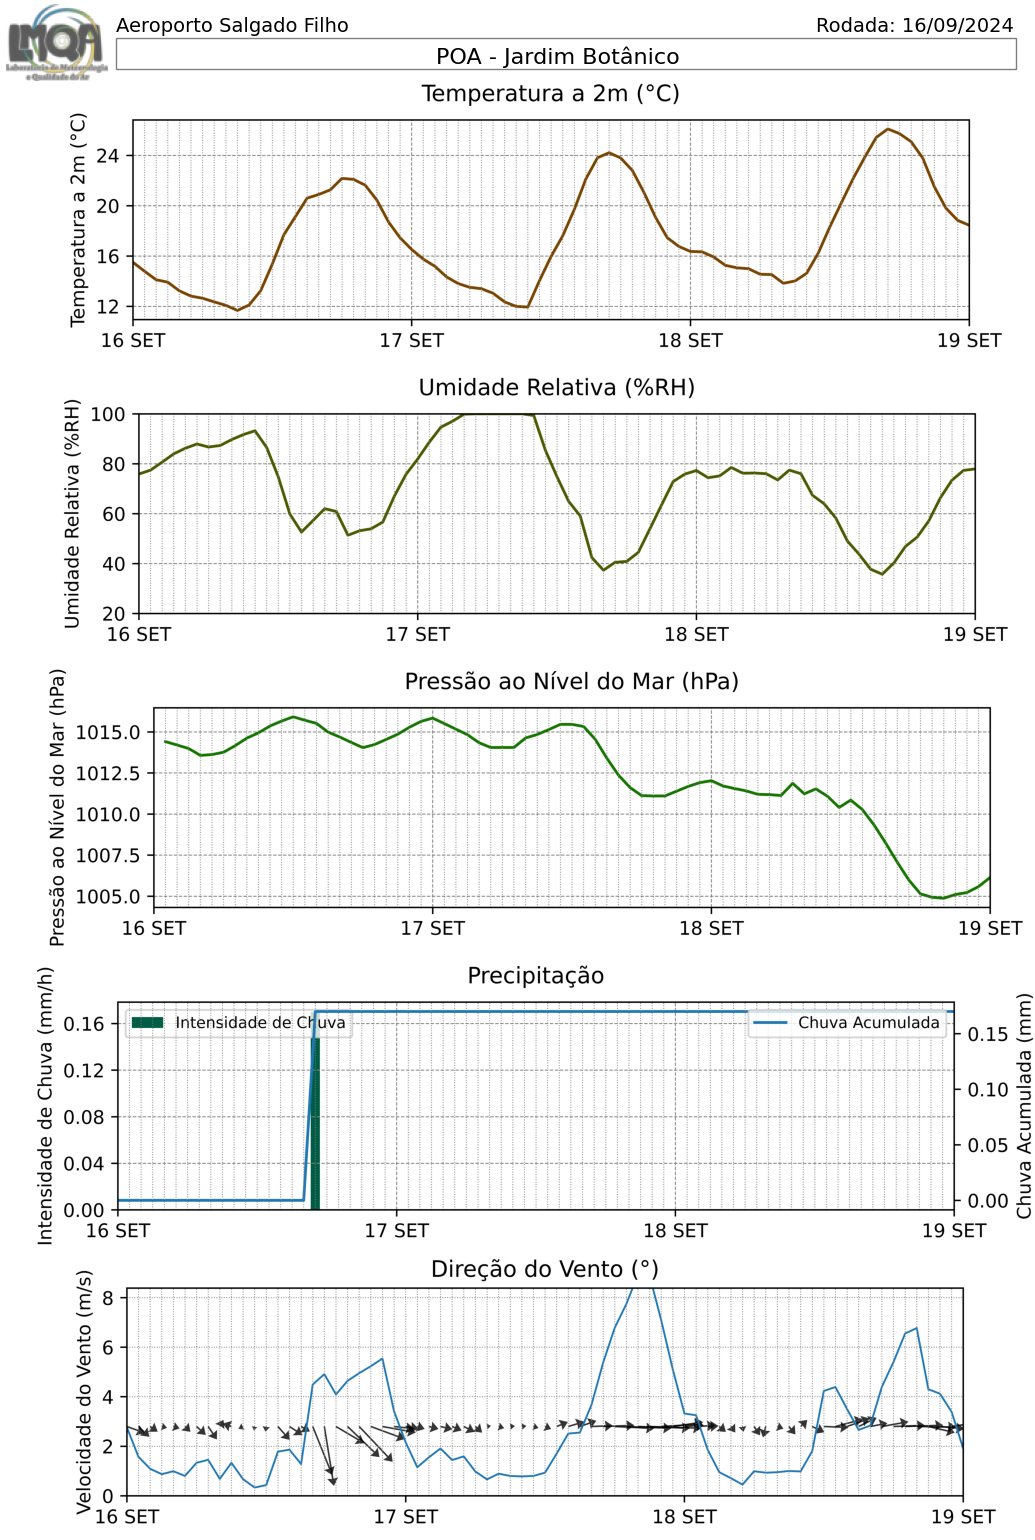 LMQA
Laboratório de Meteorologia
e Qualidade do Ar
Aeroporto Salgado Filho
Rodada: 16/09/2024
POA - Jardim Botânico
Temperatura a 2m (°C)
Temperatura a 2m (°C)
24
20
16
12
16 SET 17 SET 18 SET 19 SET
Umidade Relativa (%RH)
Umidade Relativa (%RH)
100
80
60
40
20
16 SET 17 SET 18 SET 19 SET
Pressão ao Nível do Mar (hPa)
Pressão ao Nível do Mar (hPa)
1015.0
1012.5
1010.0
1007.5
1005.0
16 SET 17 SET 18 SET 19 SET
Precipitação
Intensidade de Chuva (mm/h)
0.16
0.12
0.08
0.04
0.00
Intensidade de Chuva
Chuva Acumulada
0.15
0.10
0.05
0.00
Chuva Acumulada (mm)
16 SET 17 SET 18 SET 19 SET
Direção do Vento (°)
Velocidade do Vento (m/s)
8
6
4
2
0
16 SET 17 SET 18 SET 19 SET